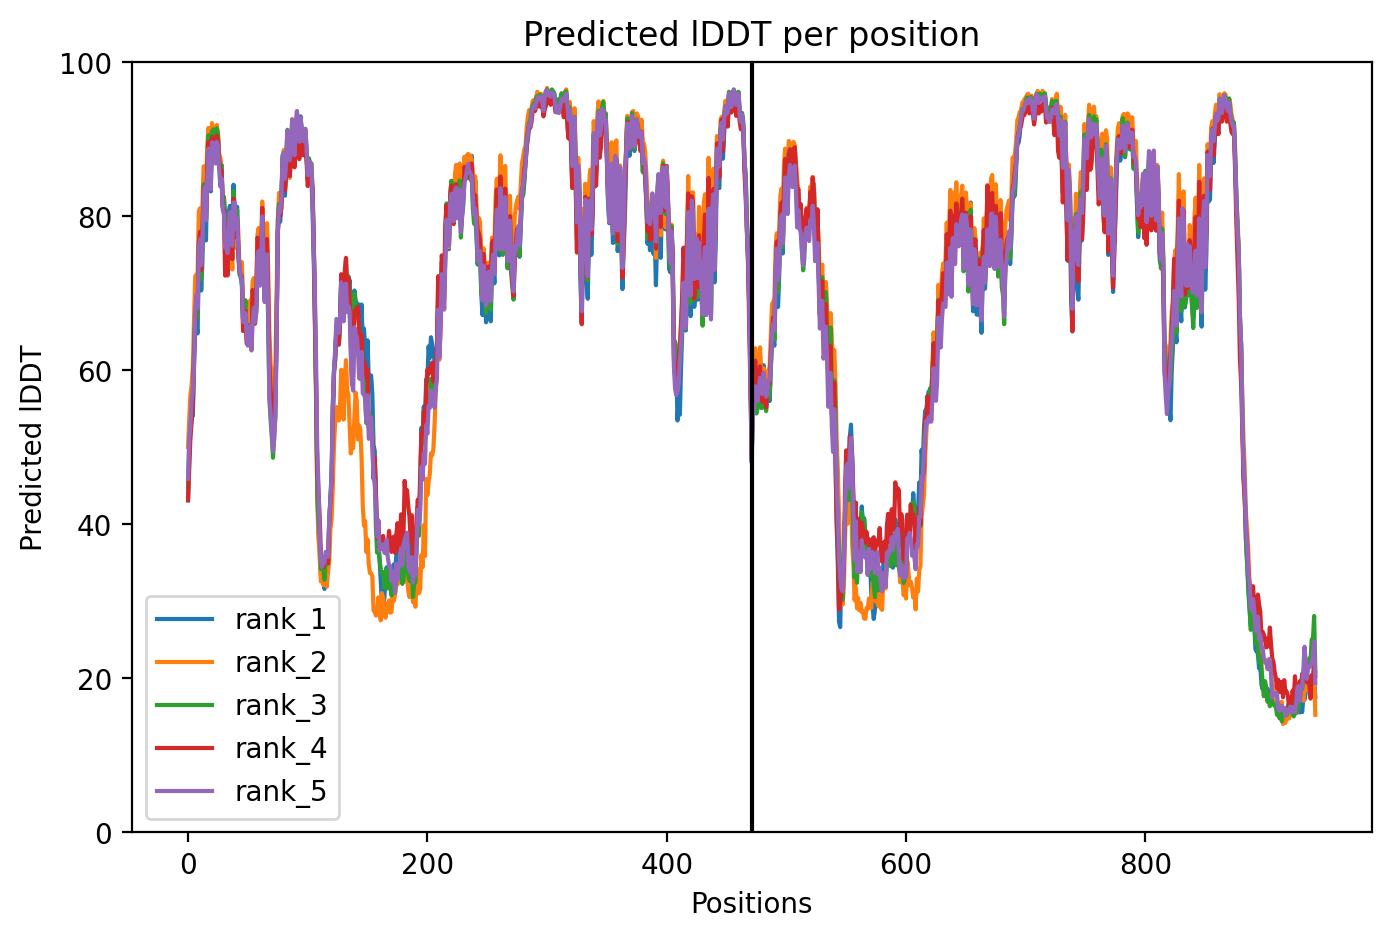 Predicted lDDT per position
Predicted lDDT
100
80
60
40
20
0
rank_1
rank_2
rank_3
rank_4
rank_5
0 200 400 600 800
Positions